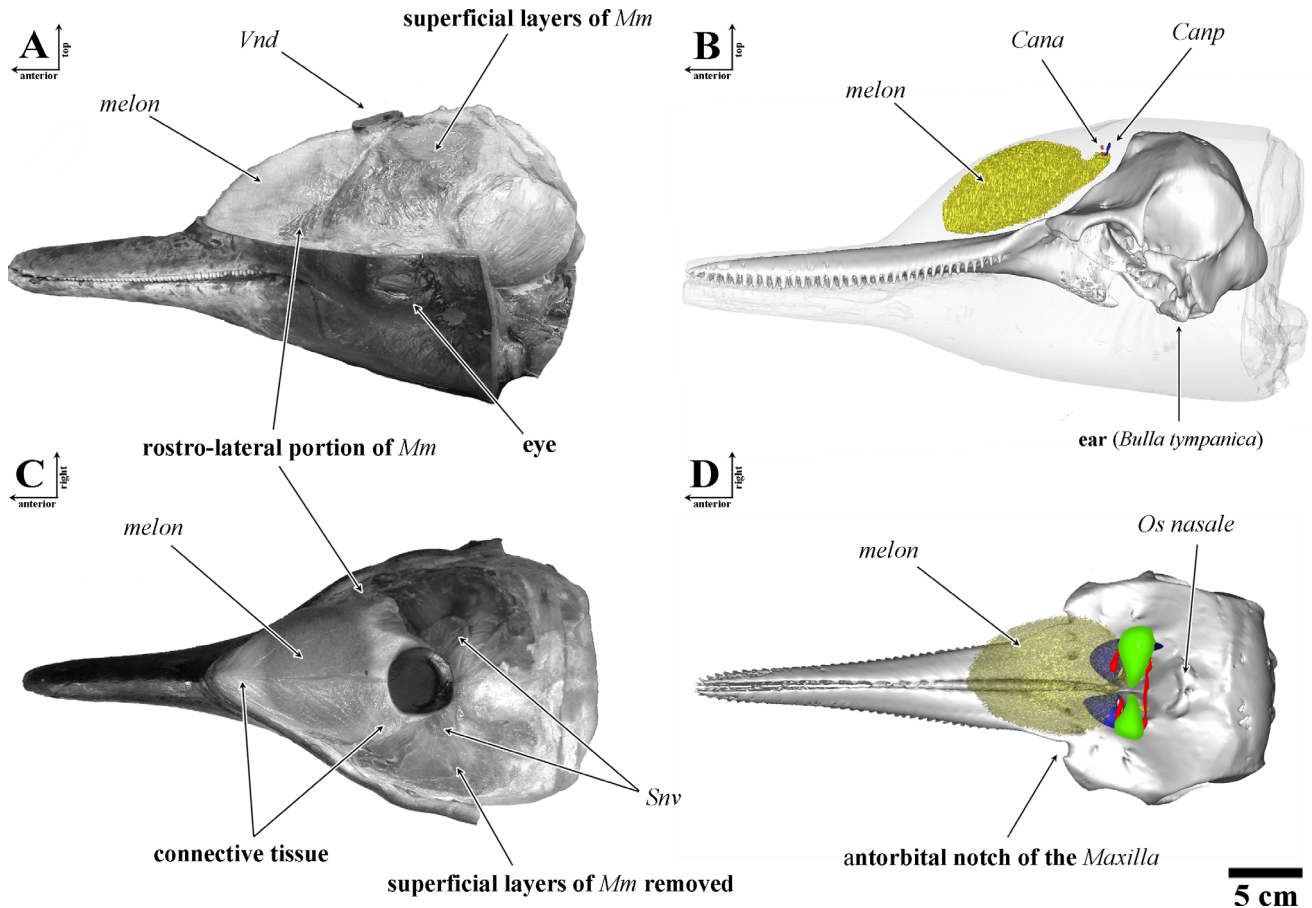 superficial layers of Mm
A
top
anterior
Vnd
melon
B
top
anterior
Cana
Canp
melon
rostro-lateral portion of Mm
eye
ear (Bulla tympanica)
C
right
anterior
melon
Snv
connective tissue
superficial layers of Mm removed
D
right
anterior
melon
Os nasale
antorbital notch of the Maxilla
5 cm